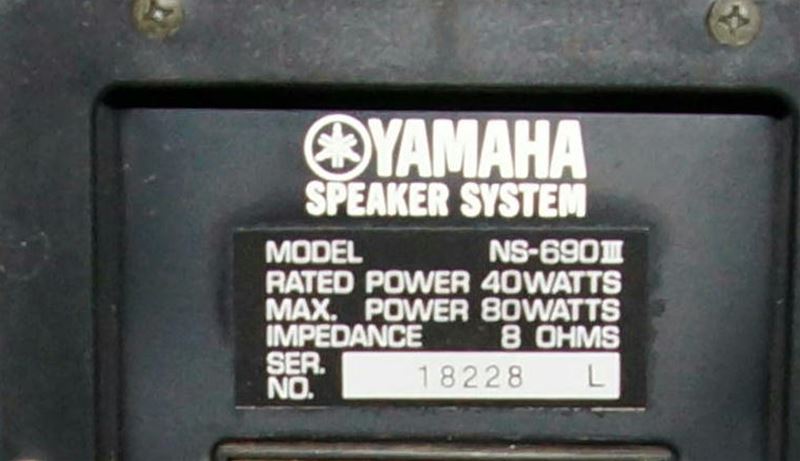 YAMAHA
SPEAKER SYSTEM
MODEL NS-690III
RATED POWER 40WATTS
MAX. POWER 80WATTS
IMPEDANCE 8 OHMS
SER.
NO. 18228 L